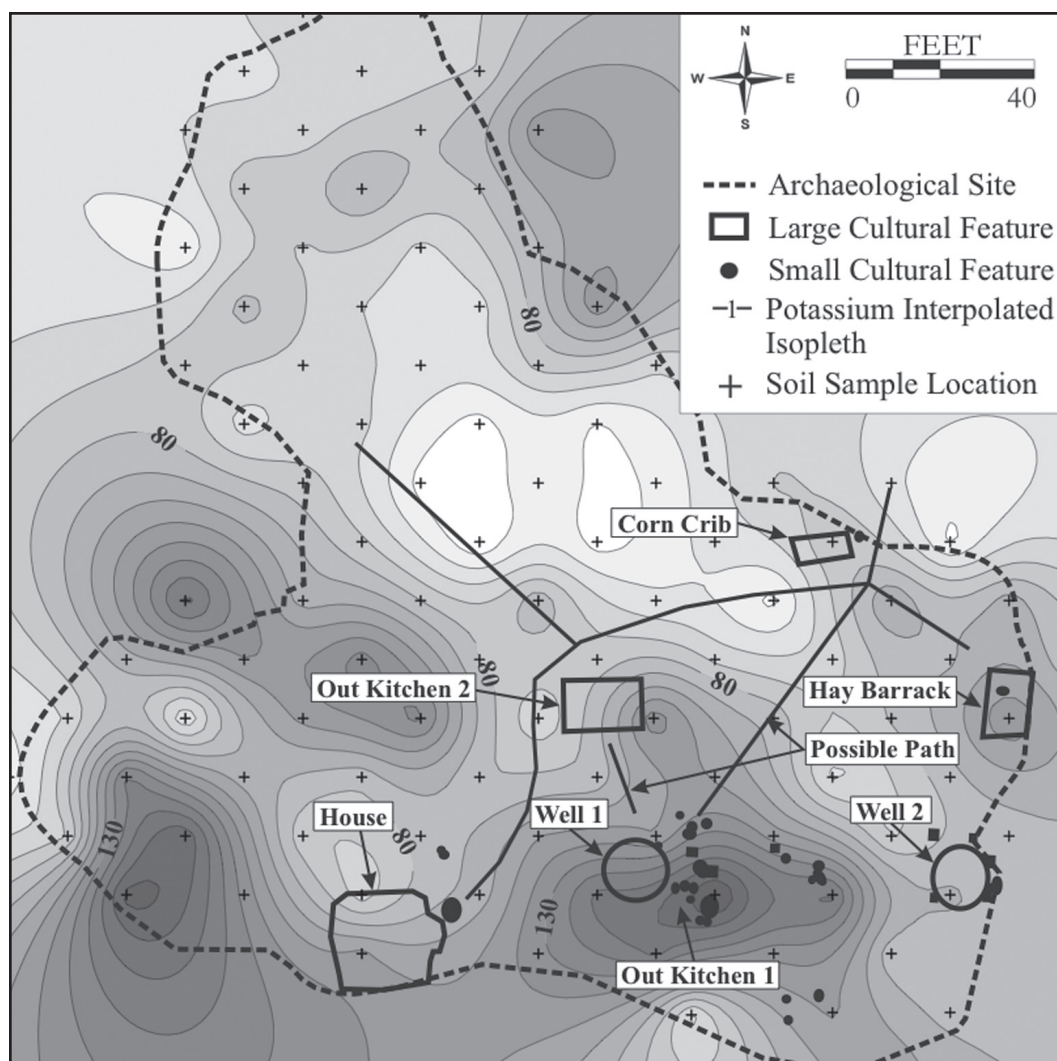 N
W E
S
FEET
0 40
Archaeological Site
Large Cultural Feature
Small Cultural Feature
-1- Potassium Interpolated
Isopleth
Soil Sample Location
80
80
Corn Crib
80
80
Out Kitchen 2
Hay Barrack
Possible Path
House
Well 1
Well 2
130
80
130
Out Kitchen 1